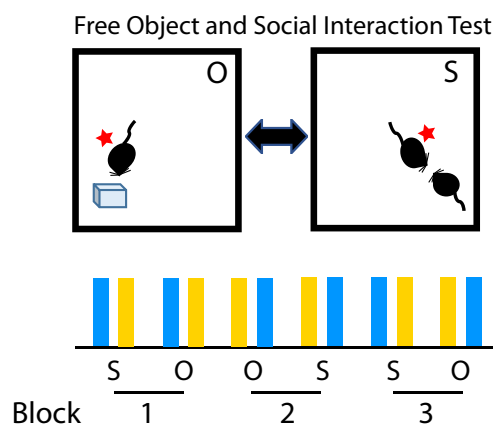 Free Object and Social Interaction Test
O
S
S O O S S O
Block 1 2 3